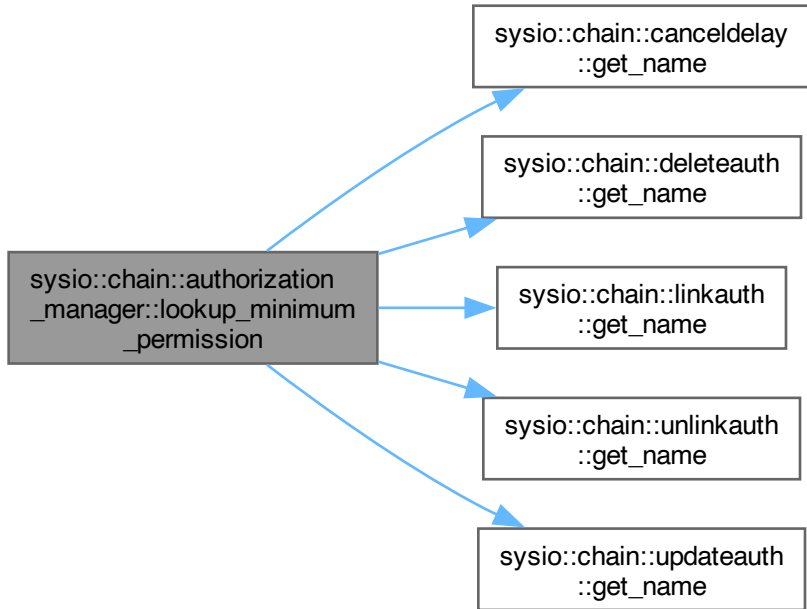 sysio::chain::canceldelay
::get_name
sysio::chain::deleteauth
::get_name
sysio::chain::authorization
_manager::lookup_minimum
_permission
sysio::chain::linkauth
::get_name
sysio::chain::unlinkauth
::get_name
sysio::chain::updateauth
::get_name